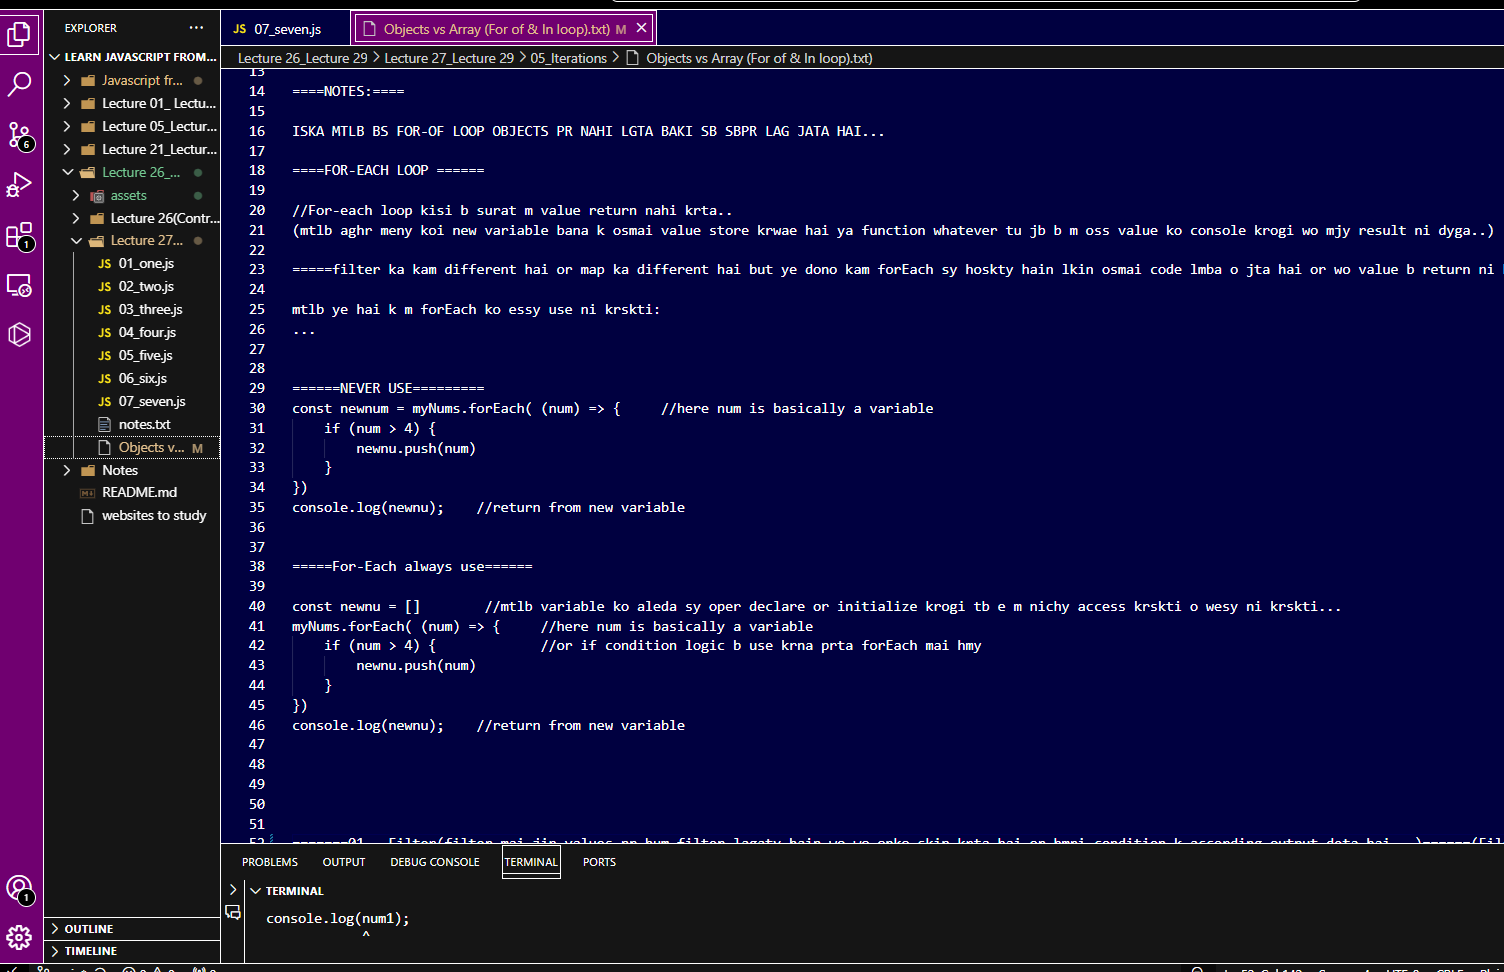 EXPLORER
···
LEARN JAVASCRIPT FROM...
Javascript fr...
Lecture 01_ Lectu...
Lecture 05_Lectur...
Lecture 21_Lectur...
Lecture 26_...
assets
Lecture 26(Contr...
Lecture 27...
JS 01_one.js
JS 02_two.js
JS 03_three.js
JS 04_four.js
JS 05_five.js
JS 06_six.js
JS 07_seven.js
notes.txt
Objects v... M
Notes
README.md
websites to study
OUTLINE
TIMELINE
6
1
1
JS 07_seven.js
Objects vs Array (For of & In loop).txt) M
Lecture 26_Lecture 29 > Lecture 27_Lecture 29 > 05_Iterations > Objects vs Array (For of & In loop).txt)
13
14 ====NOTES:====
15
16 ISKA MTLB BS FOR-OF LOOP OBJECTS PR NAHI LGTA BAKI SB SBPR LAG JATA HAI...
17
18 ====FOR-EACH LOOP ======
19
20 //For-each loop kisi b surat m value return nahi krta..
21 (mtlb aghr meny koi new variable bana k osmai value store krwae hai ya function whatever tu jb b m oss value ko console krogi wo mjy result ni dyga..)
22
23 =====filter ka kam different hai or map ka different hai but ye dono kam forEach sy hoskty hain lkin osmai code lmba o jta hai or wo value b return ni
24
25 mtlb ye hai k m forEach ko essy use ni krskti:
26 ...
27
28
29 ======NEVER USE=========
30 const newnum = myNums.forEach( (num) => { //here num is basically a variable
31 if (num > 4) {
32 newnu.push(num)
33 }
34 })
35 console.log(newnu); //return from new variable
36
37
38 =====For-Each always use======
39
40 const newnu = [] //mtlb variable ko aleda sy oper declare or initialize krogi tb e m nichy access krskti o wesy ni krskti...
41 myNums.forEach( (num) => { //here num is basically a variable
42 if (num > 4) { //or if condition logic b use krna prta forEach mai hmy
43 newnu.push(num)
44 }
45 })
46 console.log(newnu); //return from new variable
47
48
49
50
51
PROBLEMS OUTPUT DEBUG CONSOLE TERMINAL PORTS
TERMINAL
console.log(num1);
^